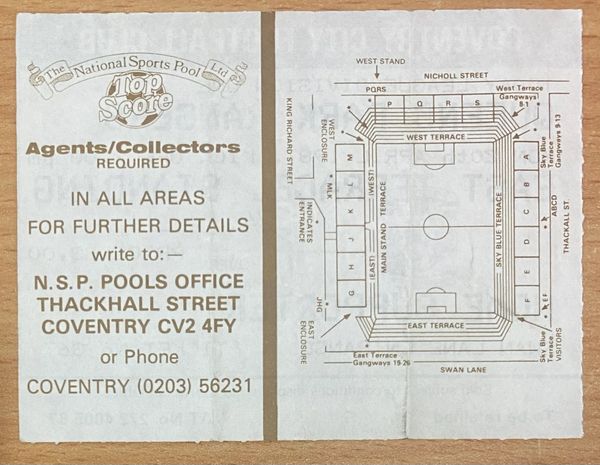 The National Sports Pool Ltd
Top
Score
Agents/Collectors
REQUIRED
IN ALL AREAS
FOR FURTHER DETAILS
write to:—
N.S.P. POOLS OFFICE
THACKHALL STREET
COVENTRY CV2 4FY
or Phone
COVENTRY (0203) 56231
WEST STAND
NICHOLL STREET
PQRS
P Q R S
West Terrace
Gangways
8-1
WEST TERRACE
KING RICHARD STREET
WEST
ENCLOSURE
MLK
INDICATES
ENTRANCE
JHG
EAST
ENCLOSURE
M
L
K
J
H
G
(WEST)
MAIN STAND TERRACE
(EAST)
SKY BLUE TERRACE
A
B
C
D
E
F
Sky Blue
Terrace
Gangways 9-13
ABCD
THACKALL ST.
EF
Sky Blue
Terrace
VISITORS
EAST TERRACE
East Terrace
Gangways 19-26
SWAN LANE